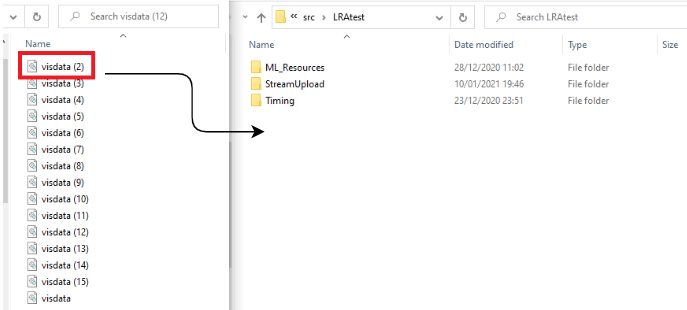 Search visdata (12)
Name
visdata (2)
visdata (3)
visdata (4)
visdata (5)
visdata (6)
visdata (7)
visdata (8)
visdata (9)
visdata (10)
visdata (11)
visdata (12)
visdata (13)
visdata (14)
visdata (15)
visdata
« src › LRAtest
Search LRAtest
Name Date modified Type Size
ML_Resources 28/12/2020 11:02 File folder
StreamUpload 10/01/2021 19:46 File folder
Timing 23/12/2020 23:51 File folder